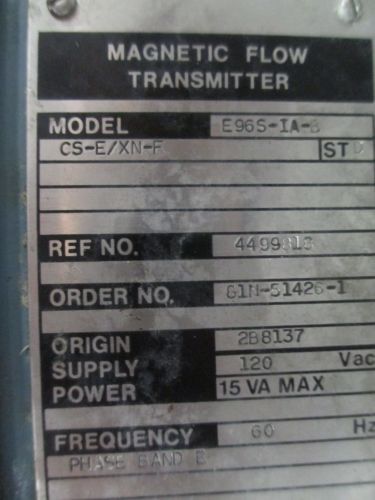 MAGNETIC FLOW
TRANSMITTER
MODEL E96S-IA-B
CS-E/XN-F ST
REF NO.
ORDER NO. 81N-51426-1
ORIGIN 2B8137
SUPPLY 120 Vac
POWER 15 VA MAX
FREQUENCY 60 Hz
PHASE BAND B